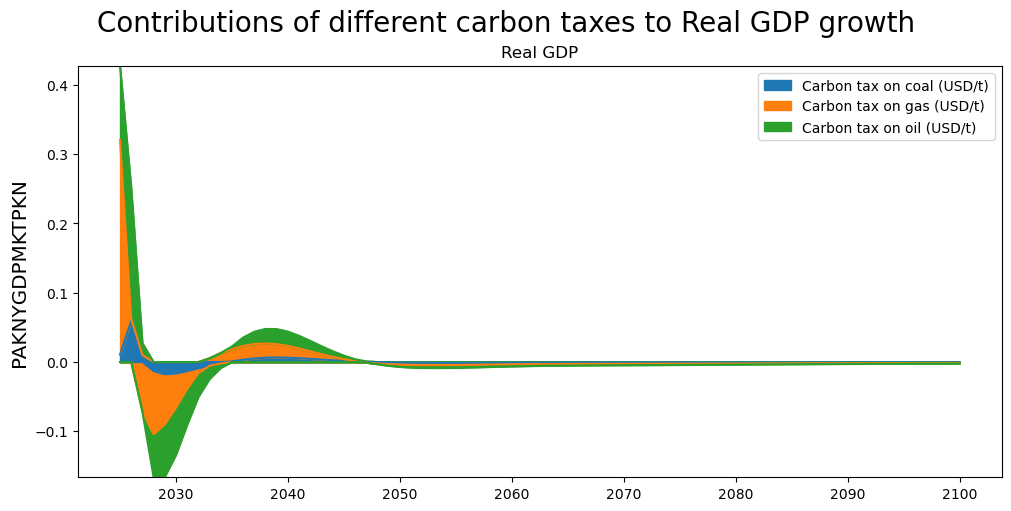 Contributions of different carbon taxes to Real GDP growth
Real GDP
PAKNYGDPMKTPKN
0.4
0.3
0.2
0.1
0.0
−0.1
Carbon tax on coal (USD/t)
Carbon tax on gas (USD/t)
Carbon tax on oil (USD/t)
2030 2040 2050 2060 2070 2080 2090 2100